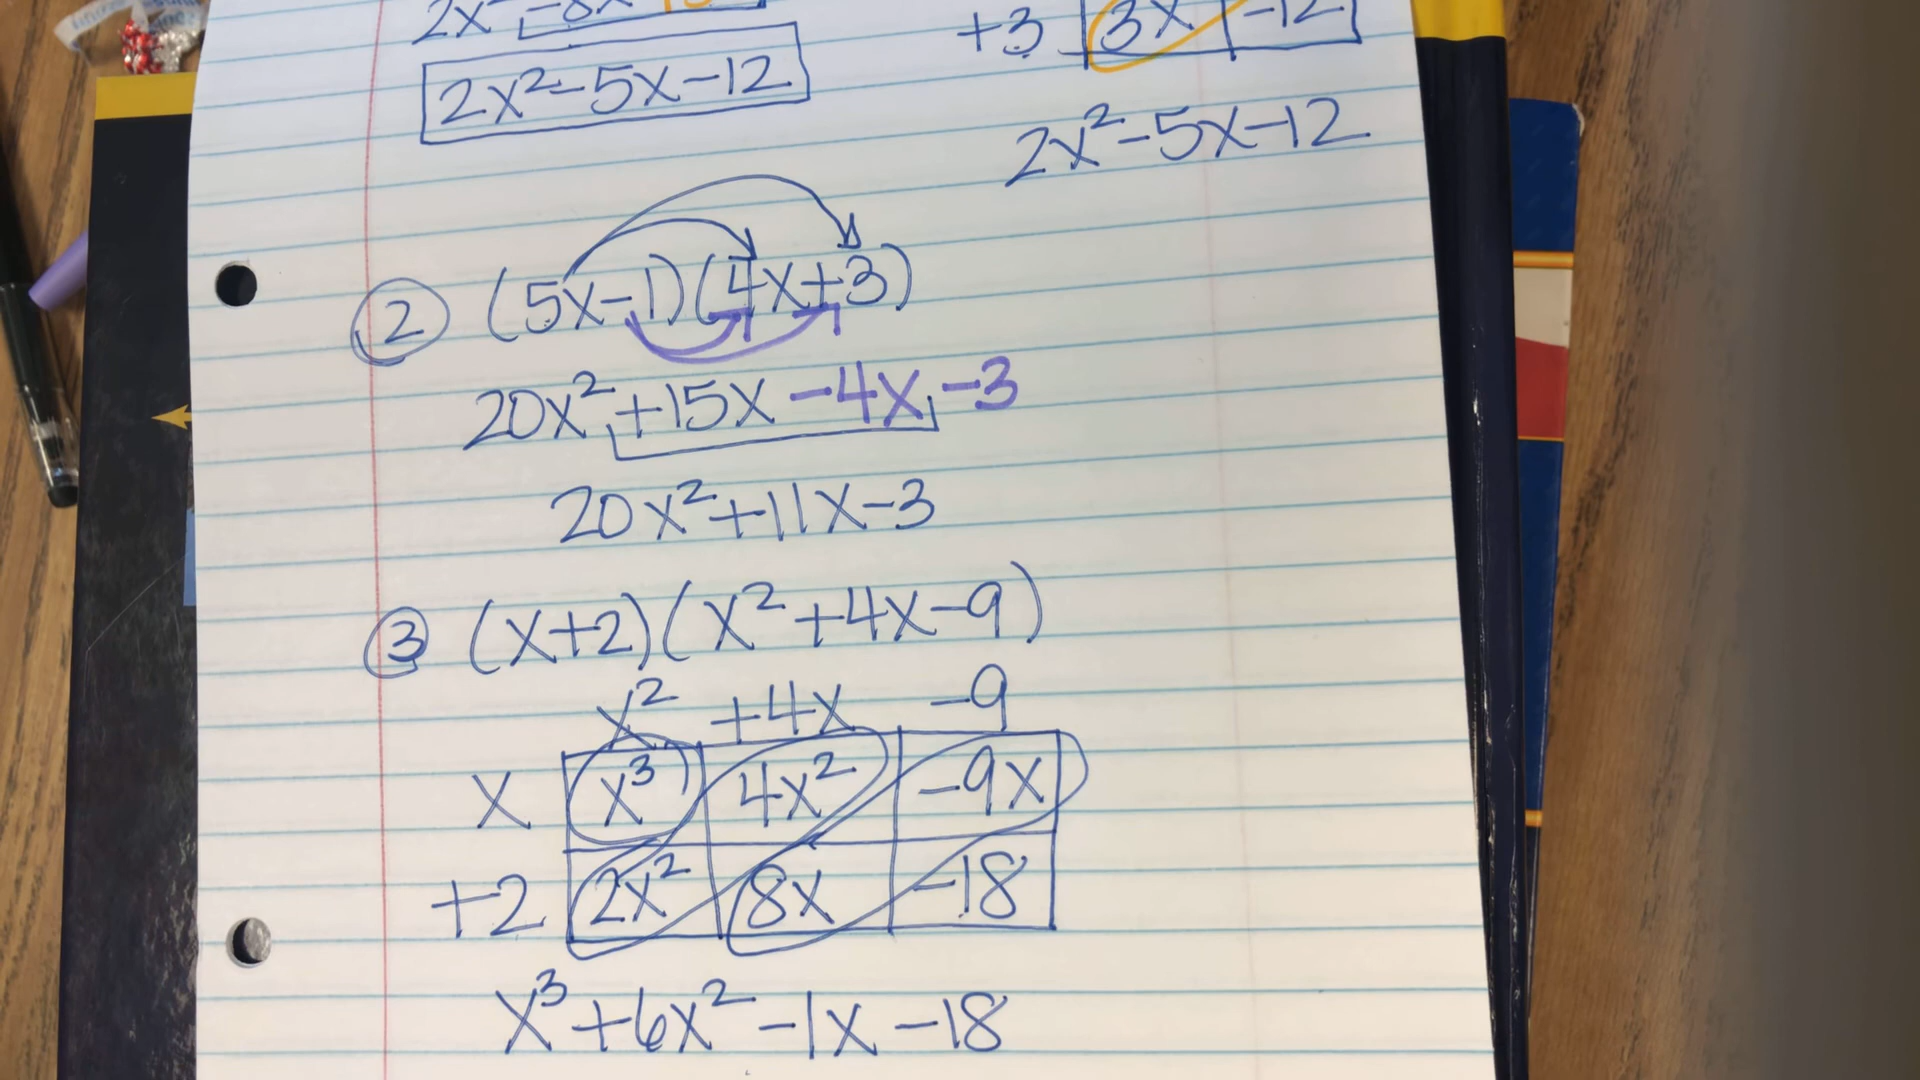 2x² -8x
+3 3x -12
2x² - 5x - 12
2x² - 5x - 12
② (5x - 1)(4x + 3)
20x² + 15x - 4x - 3
20x² + 11x - 3
③ (x + 2)(x² + 4x - 9)
x² +4x -9
x x³ 4x² -9x
+2 2x² 8x -18
x³ + 6x² - 1x - 18